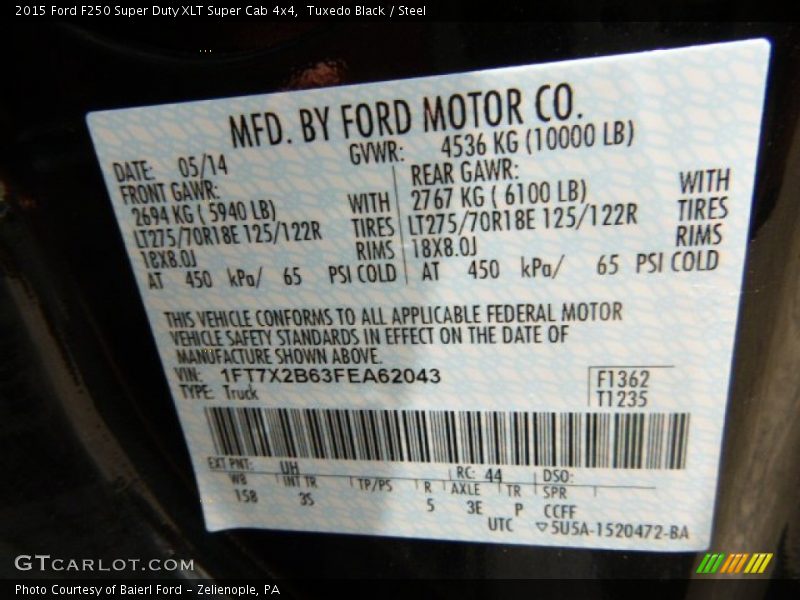 2015 Ford F250 Super Duty XLT Super Cab 4x4, Tuxedo Black / Steel
MFD. BY FORD MOTOR CO.
DATE: 05/14 GVWR: 4536 KG (10000 LB)
FRONT GAWR: REAR GAWR:
2694 KG ( 5940 LB) WITH 2767 KG ( 6100 LB) WITH
LT275/70R18E 125/122R TIRES LT275/70R18E 125/122R TIRES
18X8.0J RIMS 18X8.0J RIMS
AT 450 kPa/ 65 PSI COLD AT 450 kPa/ 65 PSI COLD
THIS VEHICLE CONFORMS TO ALL APPLICABLE FEDERAL MOTOR
VEHICLE SAFETY STANDARDS IN EFFECT ON THE DATE OF
MANUFACTURE SHOWN ABOVE.
VIN: 1FT7X2B63FEA62043 F1362
TYPE: Truck T1235
EXT PNT: UH RC: 44 DSO:
WB INT TR TP/PS R AXLE TR SPR
158 3S 5 3E P CCFF
UTC ▽5U5A-1520472-BA
GTCARLOT.COM
Photo Courtesy of Baierl Ford - Zelienople, PA